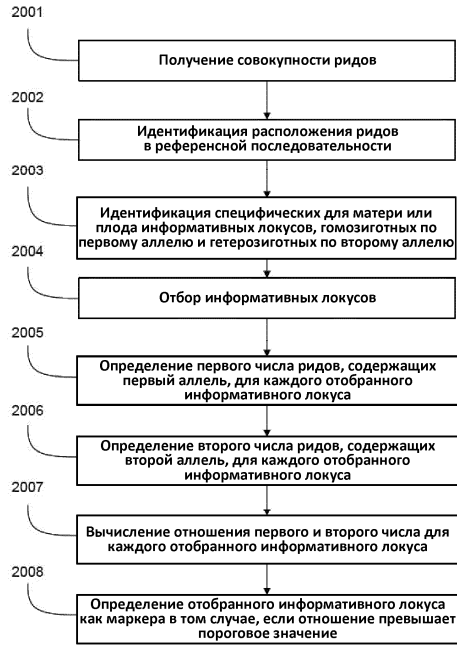 2001
Получение совокупности ридов
2002
Идентификация расположения ридов
в референсной последовательности
2003
Идентификация специфических для матери или
плода информативных локусов, гомозиготных по
первому аллелю и гетерозиготных по второму аллелю
2004
Отбор информативных локусов
2005
Определение первого числа ридов, содержащих
первый аллель, для каждого отобранного
информативного локуса
2006
Определение второго числа ридов, содержащих
второй аллель, для каждого отобранного
информативного локуса
2007
Вычисление отношения первого и второго числа для
каждого отобранного информативного локуса
2008
Определение отобранного информативного локуса
как маркера в том случае, если отношение превышает
пороговое значение